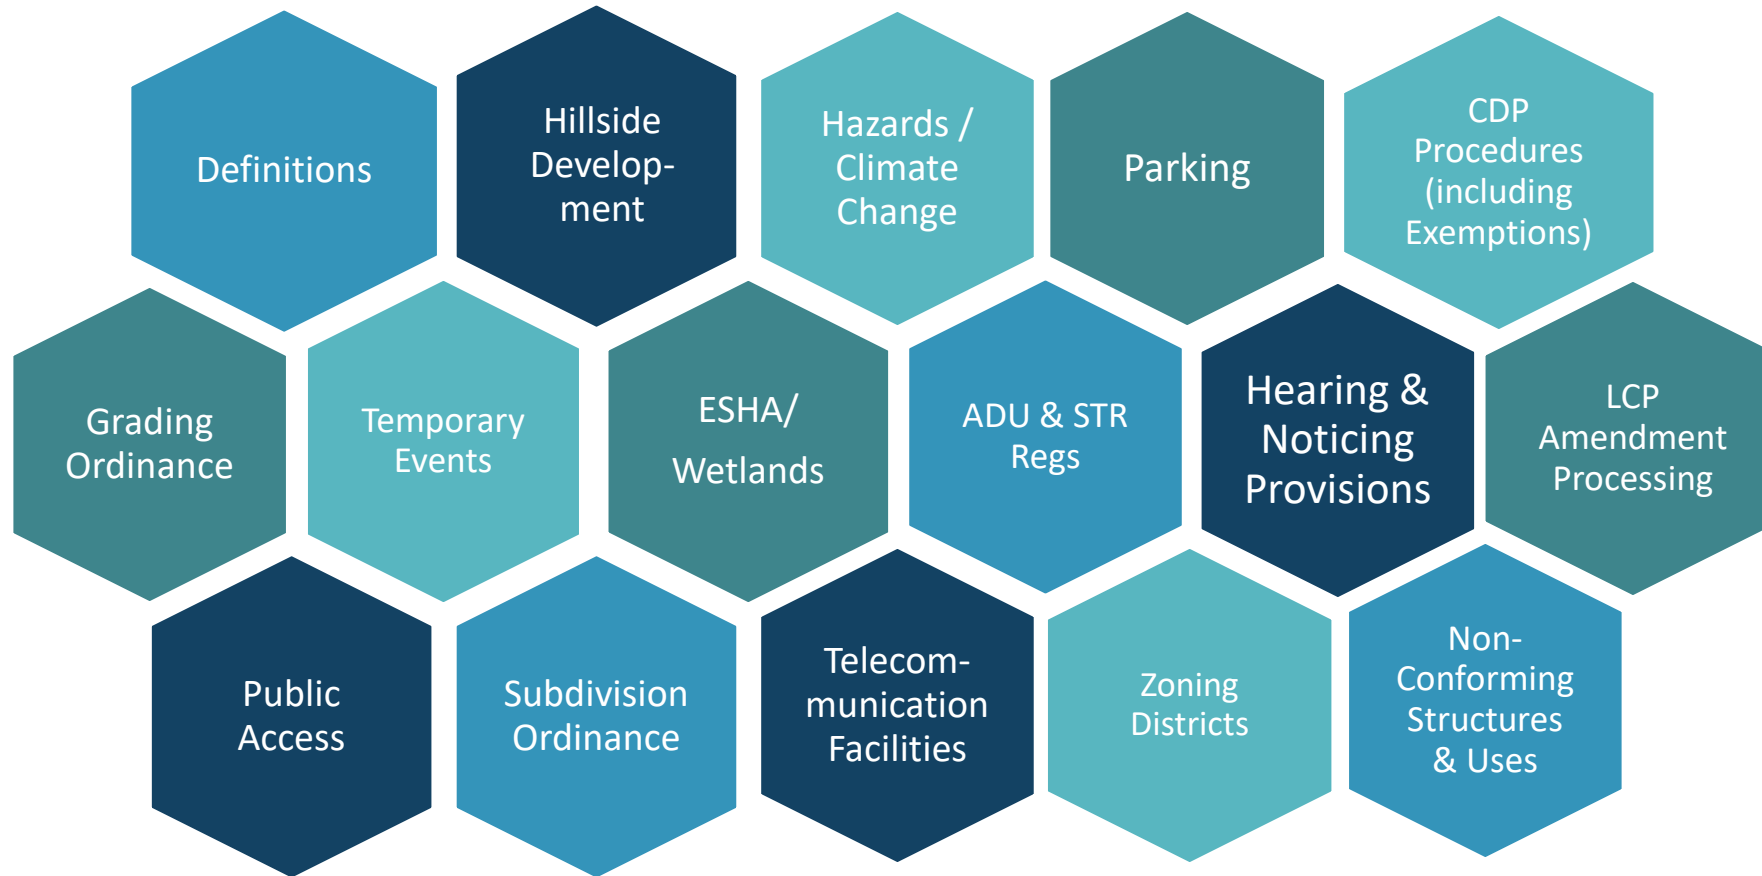 Definitions
Hillside
Develop-
ment
Hazards /
Climate
Change
Parking
CDP
Procedures
(including
Exemptions)
Grading
Ordinance
Temporary
Events
ESHA/
Wetlands
ADU & STR
Regs
Hearing &
Noticing
Provisions
LCP
Amendment
Processing
Public
Access
Subdivision
Ordinance
Telecom-
munication
Facilities
Zoning
Districts
Non-
Conforming
Structures
& Uses